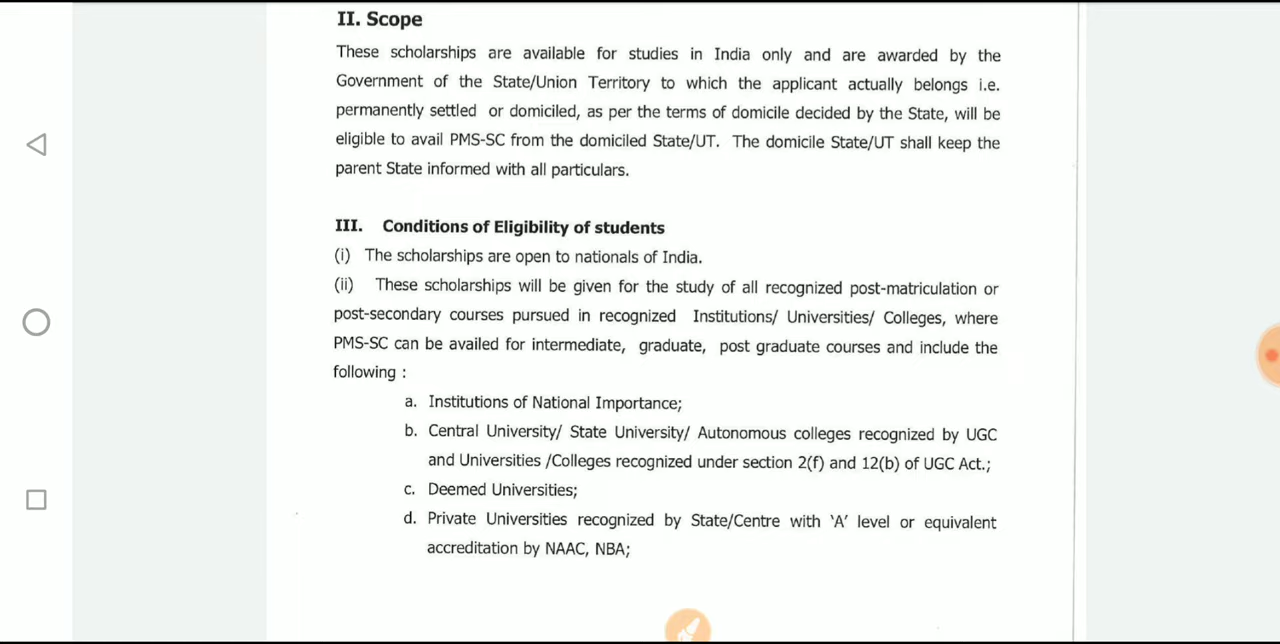 II. Scope
These scholarships are available for studies in India only and are awarded by the
Government of the State/Union Territory to which the applicant actually belongs i.e.
permanently settled or domiciled, as per the terms of domicile decided by the State, will be
eligible to avail PMS-SC from the domiciled State/UT. The domicile State/UT shall keep the
parent State informed with all particulars.
III. Conditions of Eligibility of students
(i) The scholarships are open to nationals of India.
(ii) These scholarships will be given for the study of all recognized post-matriculation or
post-secondary courses pursued in recognized Institutions/ Universities/ Colleges, where
PMS-SC can be availed for intermediate, graduate, post graduate courses and include the
following :
a. Institutions of National Importance;
b. Central University/ State University/ Autonomous colleges recognized by UGC
and Universities /Colleges recognized under section 2(f) and 12(b) of UGC Act.;
c. Deemed Universities;
d. Private Universities recognized by State/Centre with ‘A’ level or equivalent
accreditation by NAAC, NBA;